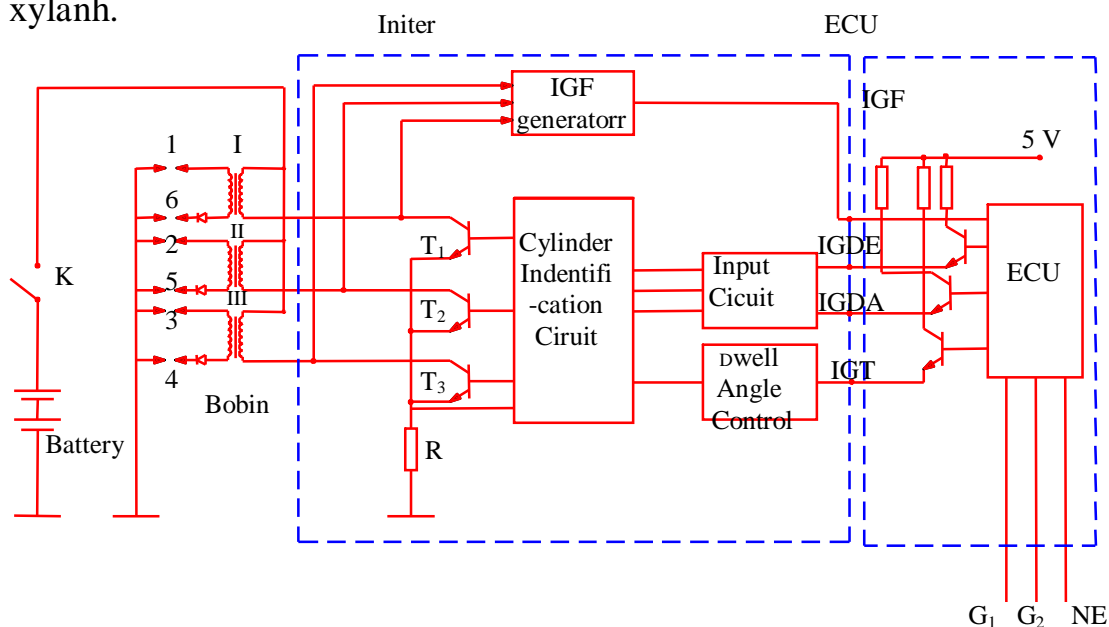 xylanh.
Initer
ECU
IGF
generatorr
IGF
5 V
1
I
6
II
2
5
III
3
4
K
T1
T2
T3
Cylinder
Indentifi
-cation
Ciruit
Input
Cicuit
IGDE
IGDA
ECU
Dwell
Angle
Control
IGT
Bobin
Battery
R
G1
G2
NE